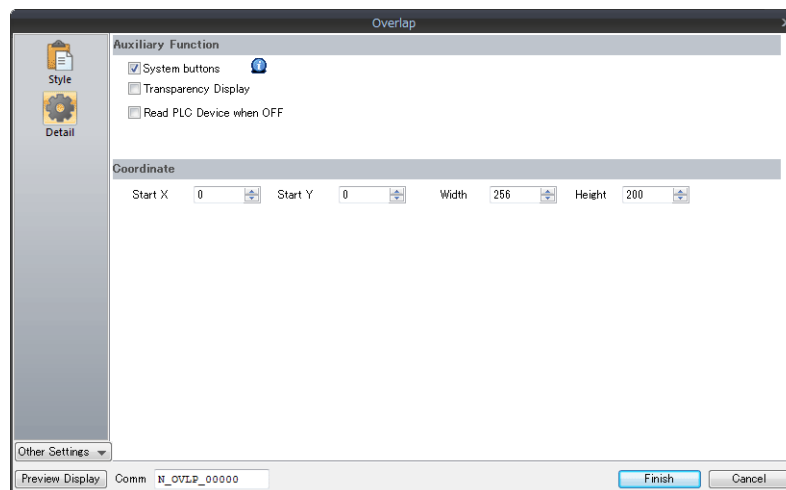 Overlap
Style
Detail
Auxiliary Function
System buttons
Transparency Display
Read PLC Device when OFF
Coordinate
Start X 0 Start Y 0 Width 256 Height 200
Other Settings
Preview Display Comm N_OVLP_00000 Finish Cancel